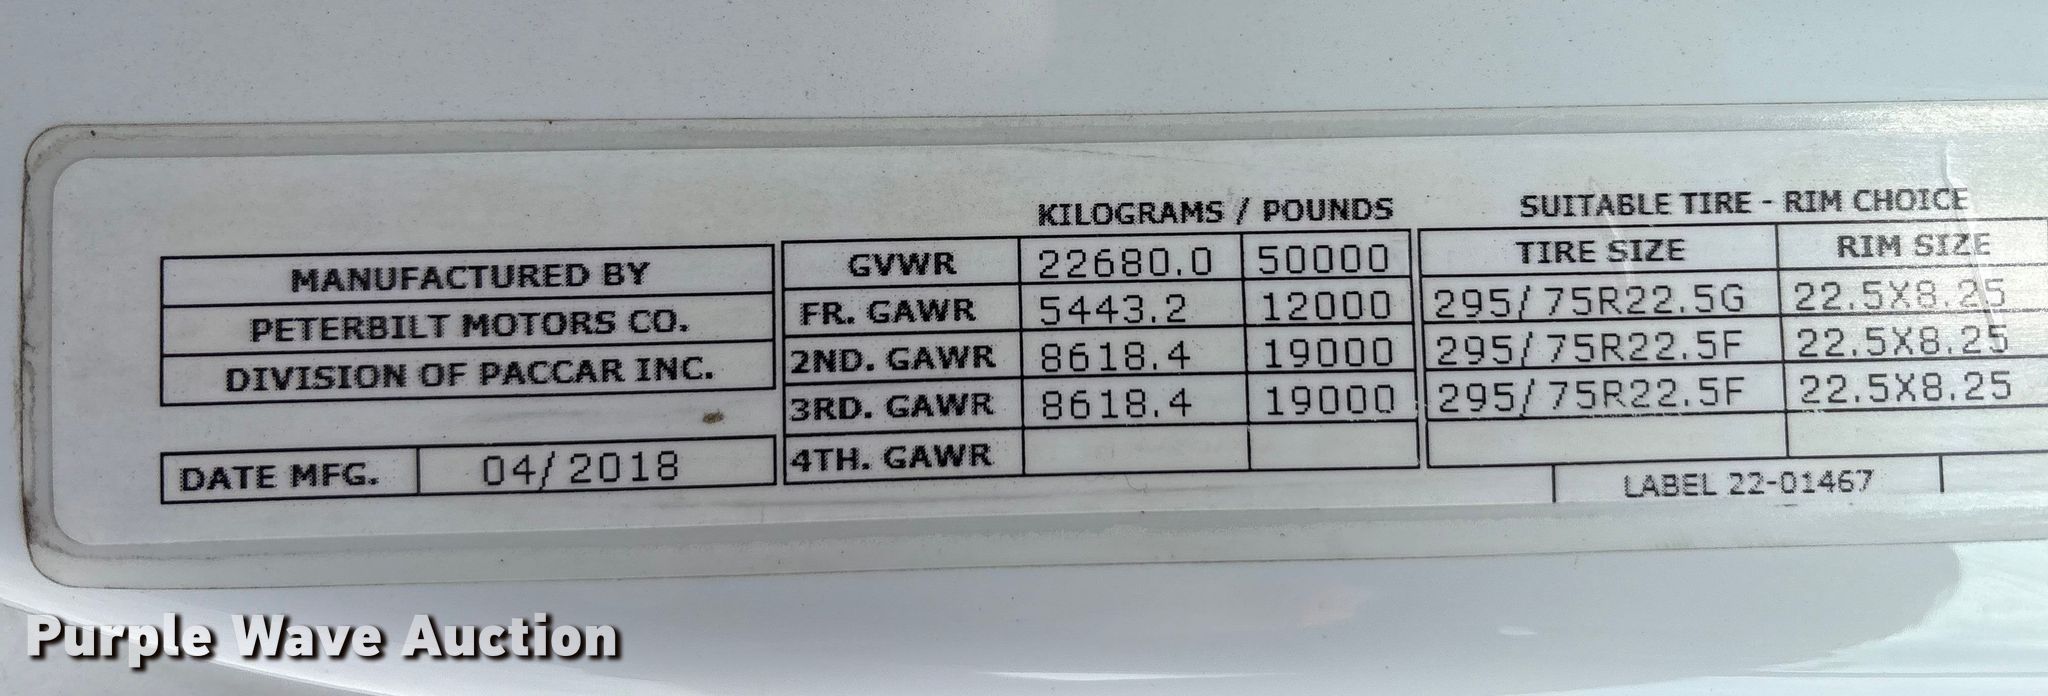 KILOGRAMS / POUNDS SUITABLE TIRE - RIM CHOICE
MANUFACTURED BY GVWR 22680.0 50000 TIRE SIZE RIM SIZE
PETERBILT MOTORS CO. FR. GAWR 5443.2 12000 295/75R22.5G 22.5X8.25
DIVISION OF PACCAR INC. 2ND. GAWR 8618.4 19000 295/75R22.5F 22.5X8.25
3RD. GAWR 8618.4 19000 295/75R22.5F 22.5X8.25
DATE MFG. 04/2018 4TH. GAWR
LABEL 22-01467
Purple Wave Auction